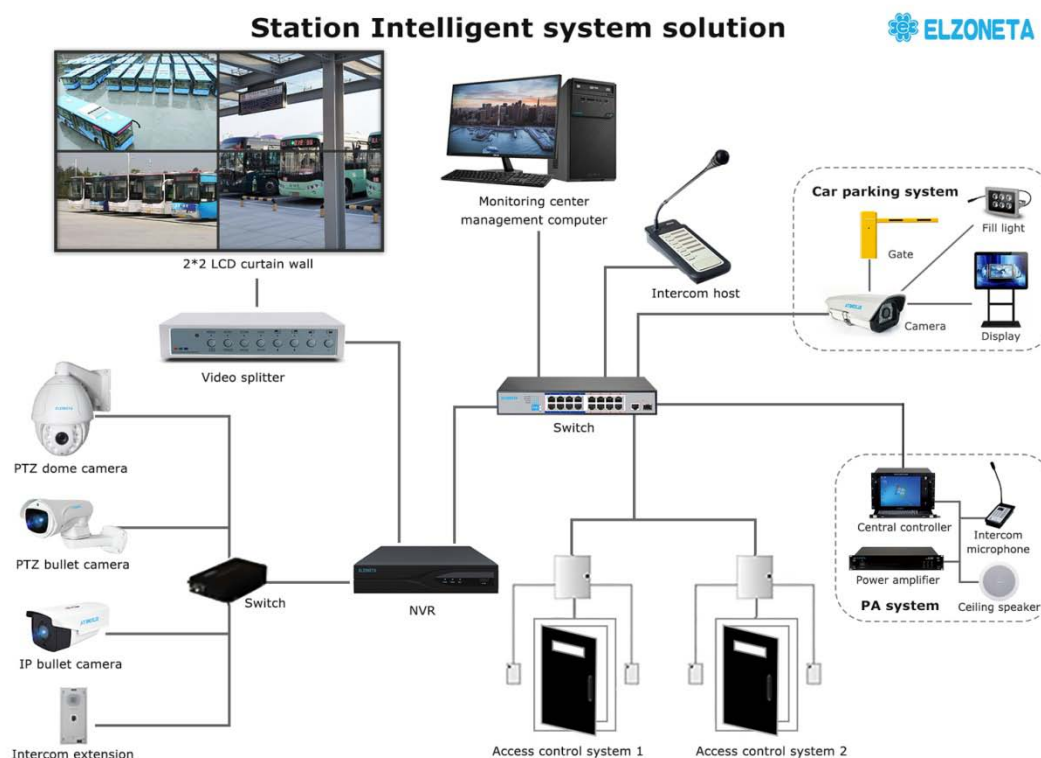 Station Intelligent system solution
ELZONETA
2*2 LCD curtain wall
Monitoring center
management computer
Intercom host
Car parking system
Gate
Fill light
Camera
Display
Video splitter
Switch
ELZONETA
PTZ dome camera
PTZ bullet camera
IP bullet camera
Intercom extension
Switch
ELZONETA
NVR
Central controller
Intercom
microphone
Power amplifier
Ceiling speaker
PA system
Access control system 1
Access control system 2